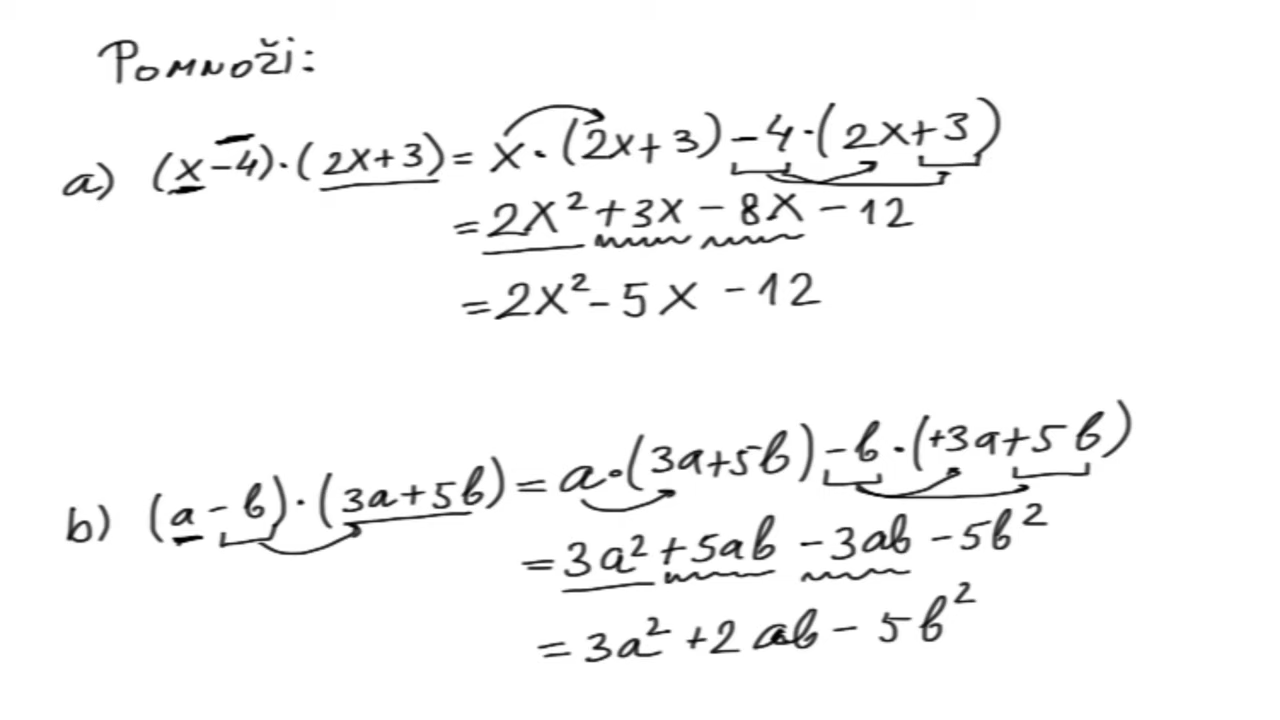 Pomnoži:
a) (x-4)·(2x+3) = x·(2x+3) -4·(2x+3)
= 2x² + 3x - 8x - 12
= 2x² - 5x - 12
b) (a-b)·(3a+5b) = a·(3a+5b) -b·(+3a+5b)
= 3a² + 5ab - 3ab - 5b²
= 3a² + 2ab - 5b²